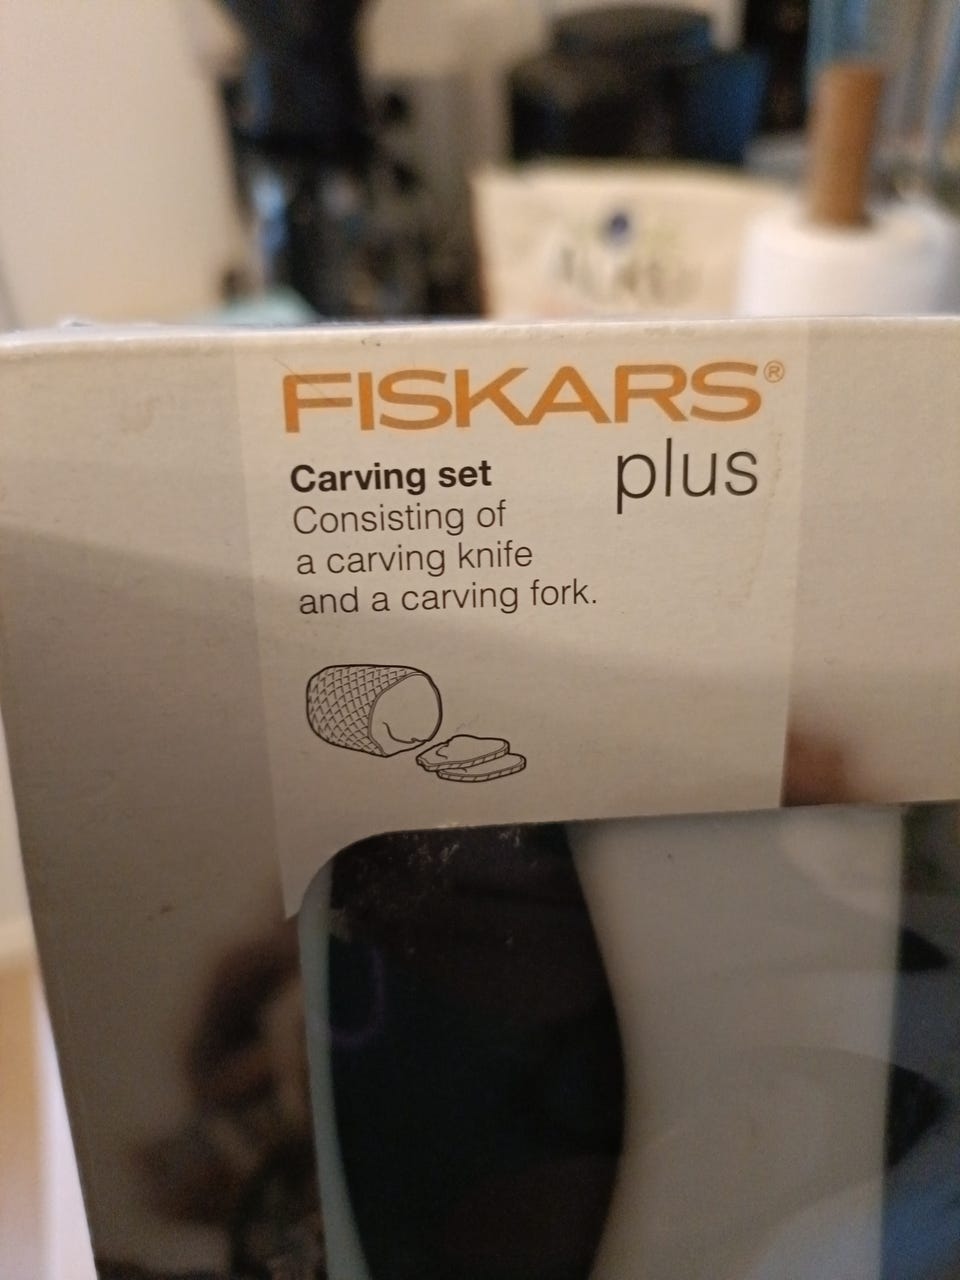 FISKARS®
plus
Carving set
Consisting of
a carving knife
and a carving fork.